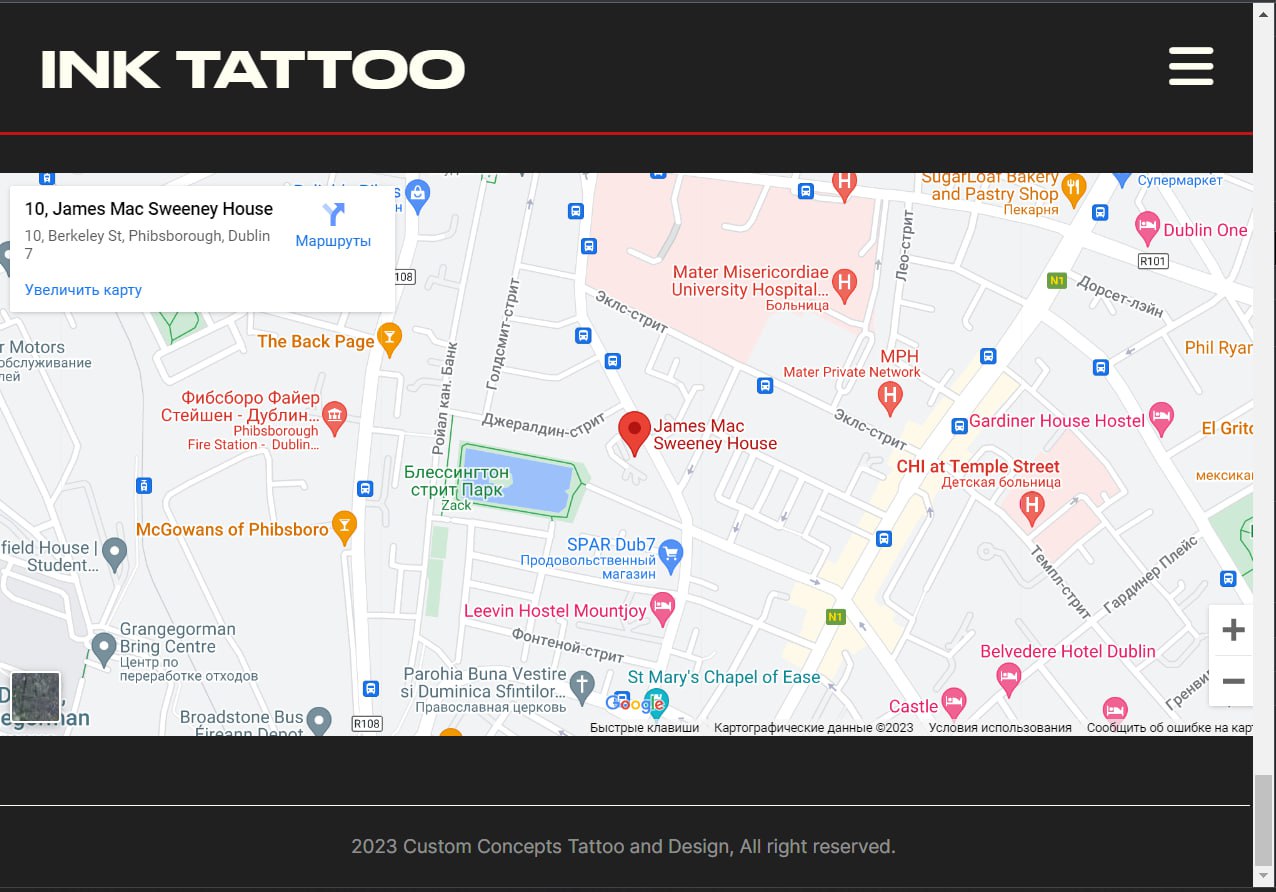 INK TATTOO
10, James Mac Sweeney House
10, Berkeley St, Phibsborough, Dublin
7
Маршруты
Увеличить карту
108
SugarLoaf Bakery
and Pastry Shop
Пекарня
Супермаркет
Dublin One
R101
N1
Дорсет-лэйн
Лео-стрит
Mater Misericordiae
University Hospital...
Больница
Эклс-стрит
Голдсмит-стрит
Ройал кан. Банк
The Back Page
r Motors
обслуживание
лей
Phil Ryan
MPH
Mater Private Network
Фибсборо Файер
Стейшен - Дублин...
Phibsborough
Fire Station - Dublin...
Джералдин-стрит
James Mac
Sweeney House
Эклс-стрит
Gardiner House Hostel
El Grito
мексикан
CHI at Temple Street
Детская больница
Блессингтон
стрит Парк
Zack
McGowans of Phibsboro
field House |
Student...
SPAR Dub7
Продовольственный
магазин
Темпл-стрит
Гардинер Плейс
Leevin Hostel Mountjoy
N1
Grangegorman
Bring Centre
Центр по
переработке отходов
Фонтеной-стрит
Belvedere Hotel Dublin
Parohia Buna Vestire
si Duminica Sfintilor...
Православная церковь
St Mary's Chapel of Ease
Castle
Гренви
egorman
Broadstone Bus
Éireann Depot
R108
Google
Быстрые клавиши
Картографические данные ©2023
Условия использования
Сообщить об ошибке на кар
2023 Custom Concepts Tattoo and Design, All right reserved.